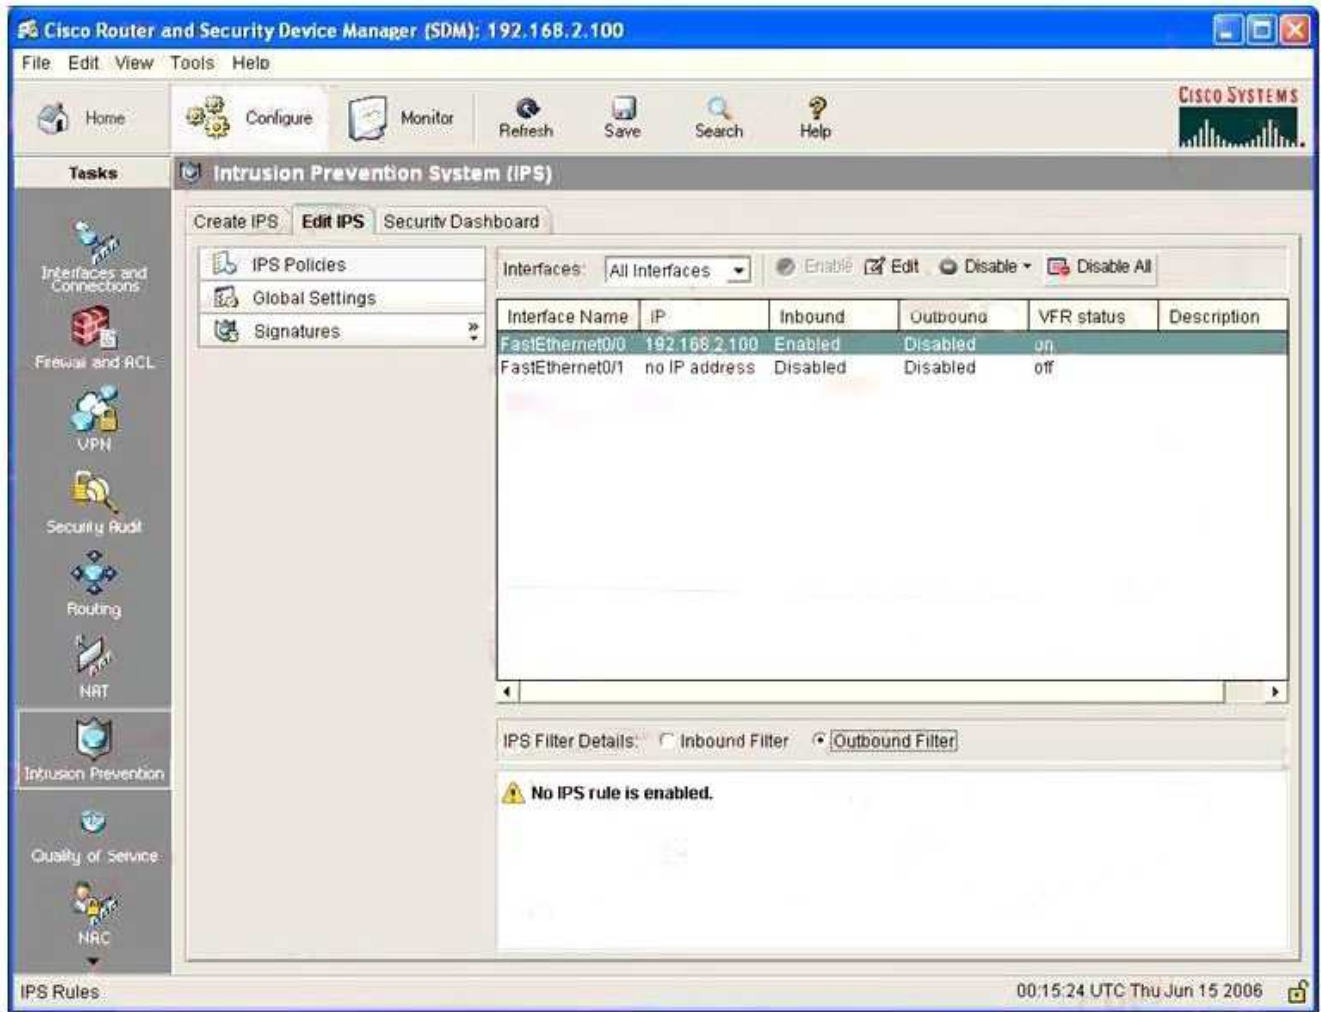 Cisco Router and Security Device Manager (SDM): 192.168.2.100
File Edit View Tools Help
Home Configure Monitor Refresh Save Search Help
CISCO SYSTEMS
Tasks
Intrusion Prevention System (IPS)
Create IPS Edit IPS Security Dashboard
IPS Policies
Global Settings
Signatures
Interfaces: All Interfaces Enable Edit Disable Disable All
Interface Name IP Inbound Outbound VFR status Description
FastEthernet0/0 192.168.2.100 Enabled Disabled on
FastEthernet0/1 no IP address Disabled Disabled off
Interfaces and
Connections
Firewall and ACL
VPN
Security Audit
Routing
NAT
Intrusion Prevention
Quality of Service
NAC
IPS Filter Details: Inbound Filter Outbound Filter
No IPS rule is enabled.
IPS Rules
00:15:24 UTC Thu Jun 15 2006